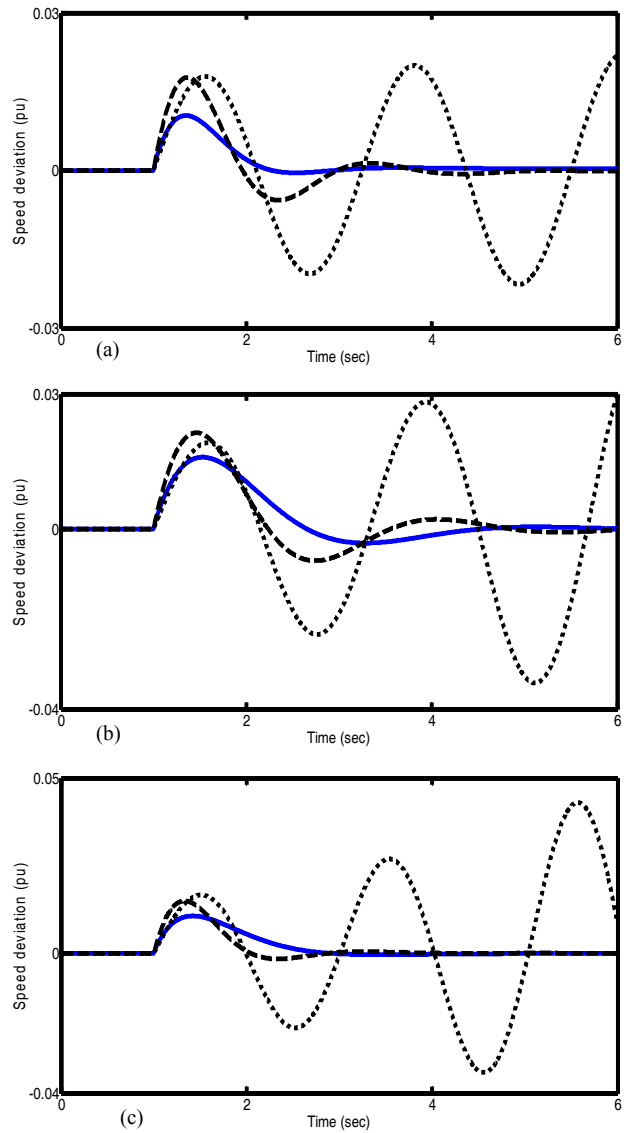 0.03
Speed deviation (pu)
0
-0.03
0 2 4 6
(a)
Time (sec)
0.03
Speed deviation (pu)
0
-0.04
0 2 4 6
(b)
Time (sec)
0.05
Speed deviation (pu)
0
-0.04
0 2 4 6
(c)
Time (sec)